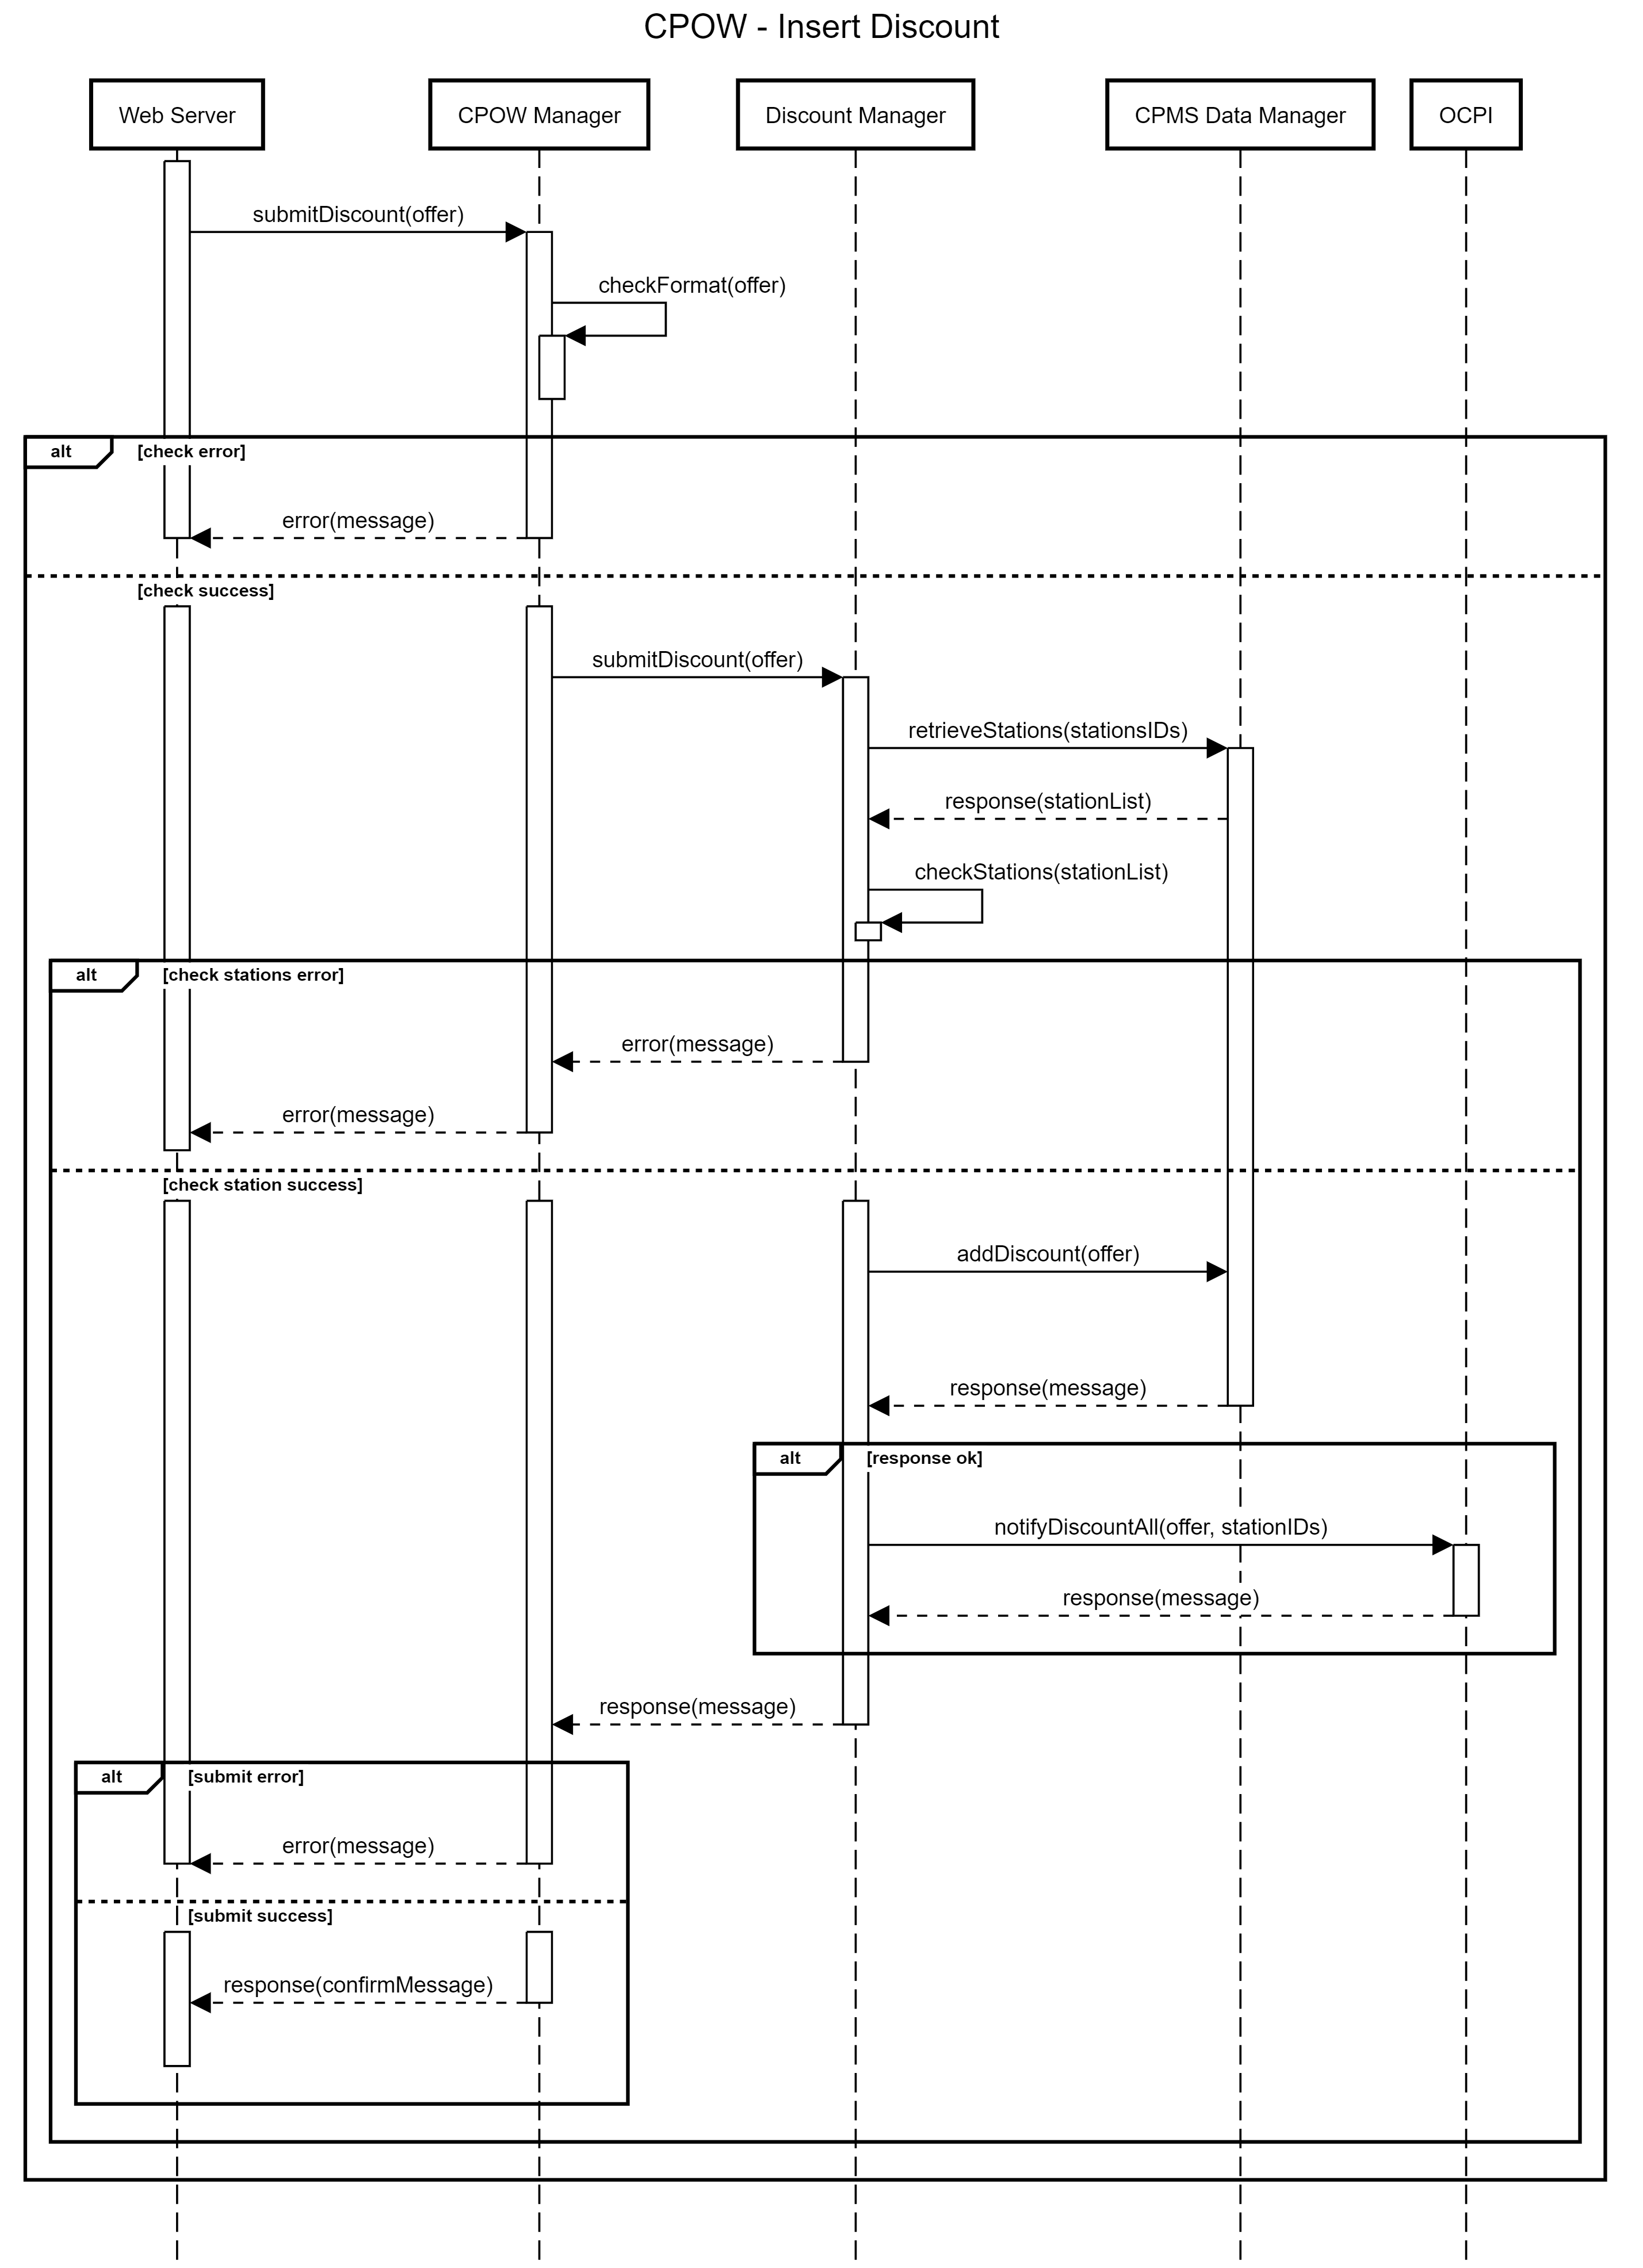 CPOW - Insert Discount
Web Server
CPOW Manager
Discount Manager
CPMS Data Manager
OCPI
submitDiscount(offer)
checkFormat(offer)
alt
[check error]
error(message)
[check success]
submitDiscount(offer)
retrieveStations(stationsIDs)
response(stationList)
checkStations(stationList)
alt
[check stations error]
error(message)
error(message)
[check station success]
addDiscount(offer)
response(message)
alt
[response ok]
notifyDiscountAll(offer, stationIDs)
response(message)
response(message)
alt
[submit error]
error(message)
[submit success]
response(confirmMessage)